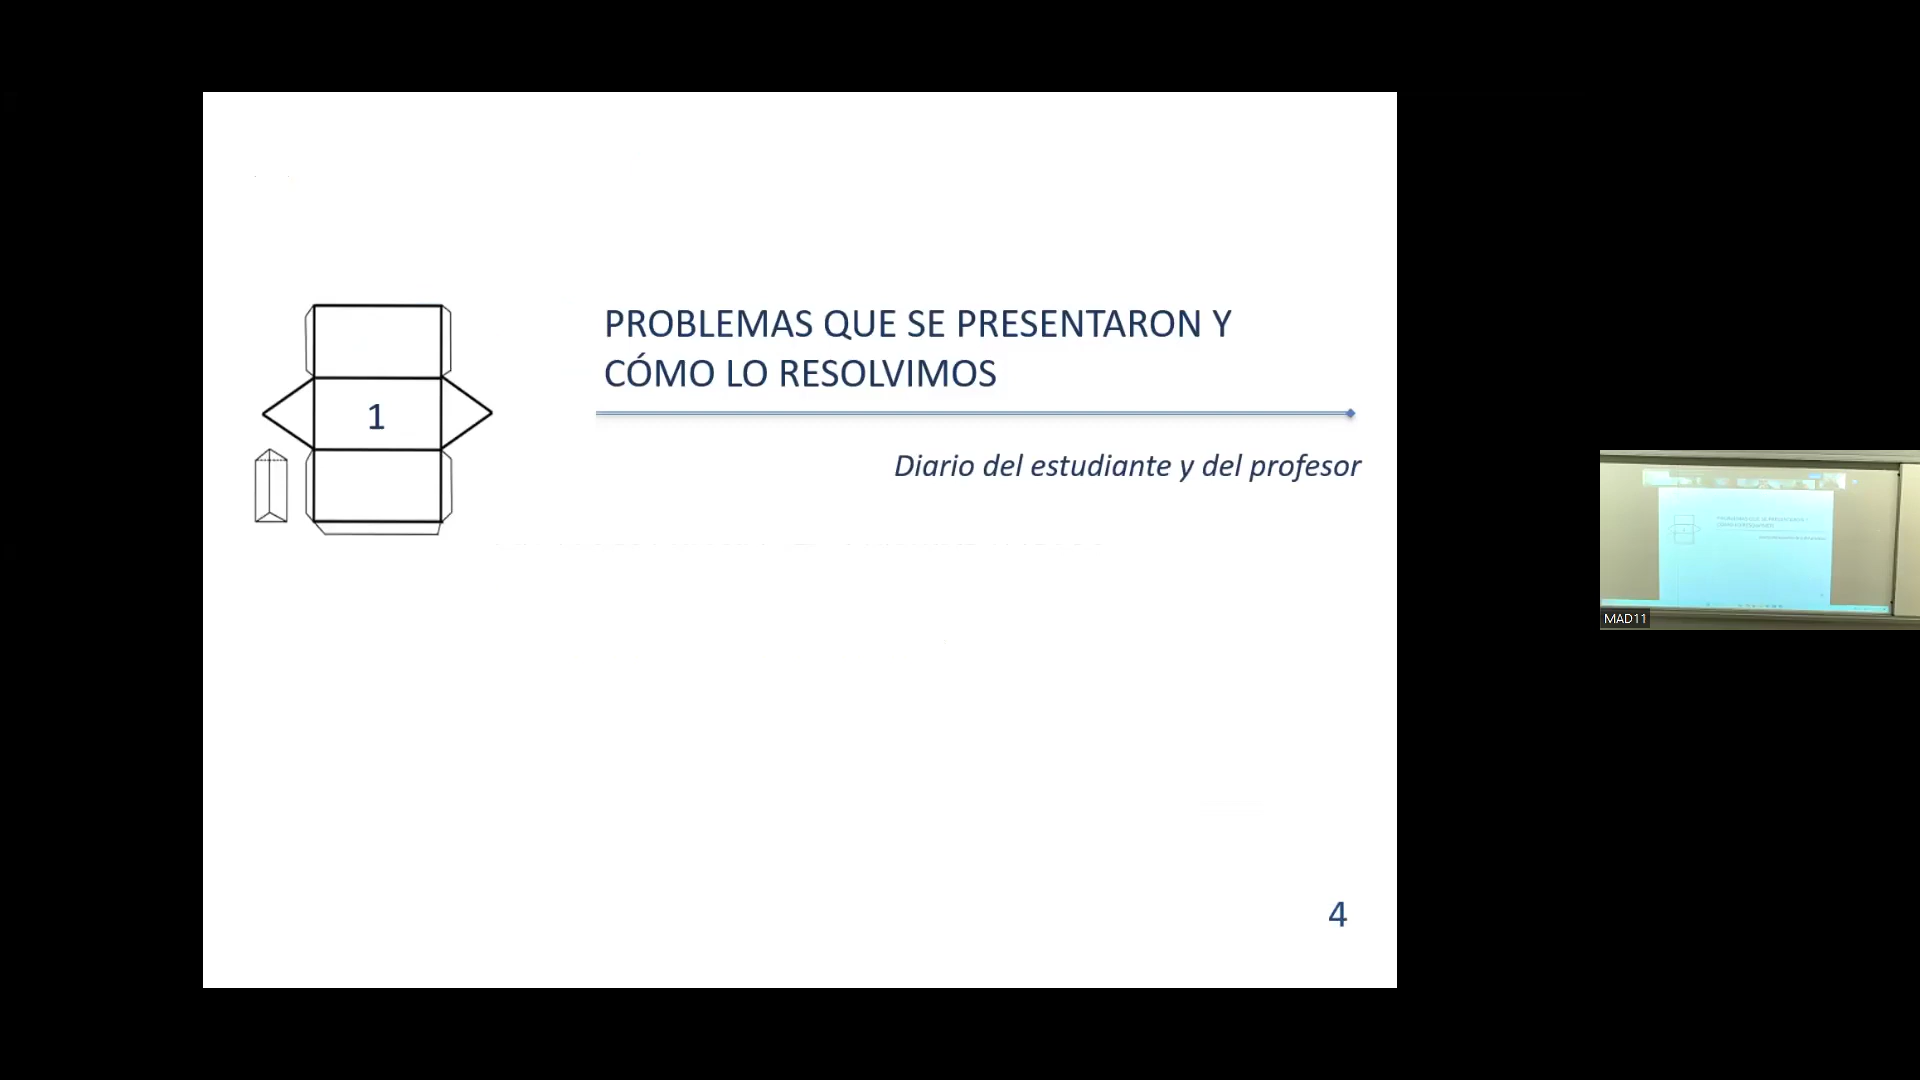 PROBLEMAS QUE SE PRESENTARON Y
CÓMO LO RESOLVIMOS
1
Diario del estudiante y del profesor
4
MAD11